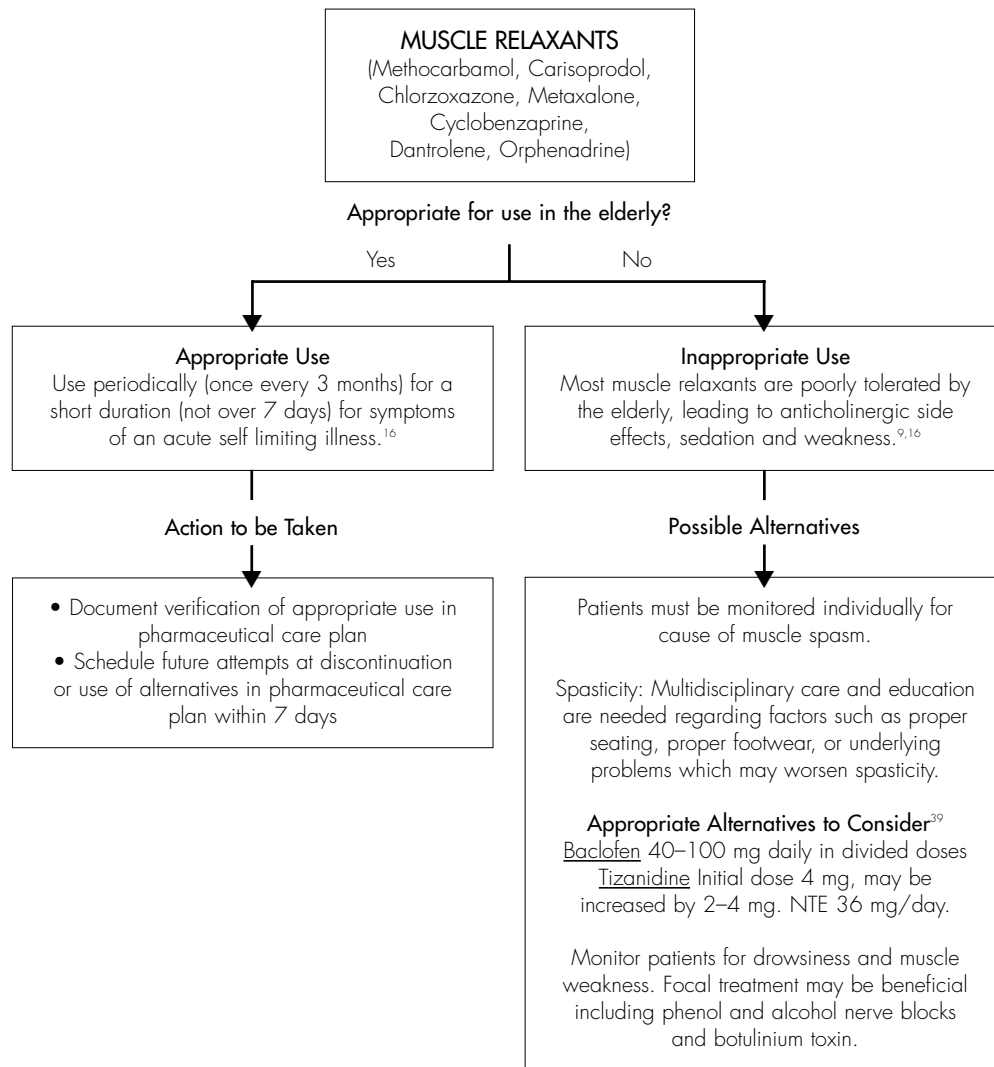 MUSCLE RELAXANTS
(Methocarbamol, Carisoprodol,
Chlorzoxazone, Metaxalone,
Cyclobenzaprine,
Dantrolene, Orphenadrine)
Appropriate for use in the elderly?
Yes
No
Appropriate Use
Use periodically (once every 3 months) for a
short duration (not over 7 days) for symptoms
of an acute self limiting illness.16
Action to be Taken
• Document verification of appropriate use in
pharmaceutical care plan
• Schedule future attempts at discontinuation
or use of alternatives in pharmaceutical care
plan within 7 days
Inappropriate Use
Most muscle relaxants are poorly tolerated by
the elderly, leading to anticholinergic side
effects, sedation and weakness.9,16
Possible Alternatives
Patients must be monitored individually for
cause of muscle spasm.
Spasticity: Multidisciplinary care and education
are needed regarding factors such as proper
seating, proper footwear, or underlying
problems which may worsen spasticity.
Appropriate Alternatives to Consider39
Baclofen 40–100 mg daily in divided doses
Tizanidine Initial dose 4 mg, may be
increased by 2–4 mg. NTE 36 mg/day.
Monitor patients for drowsiness and muscle
weakness. Focal treatment may be beneficial
including phenol and alcohol nerve blocks
and botulinium toxin.